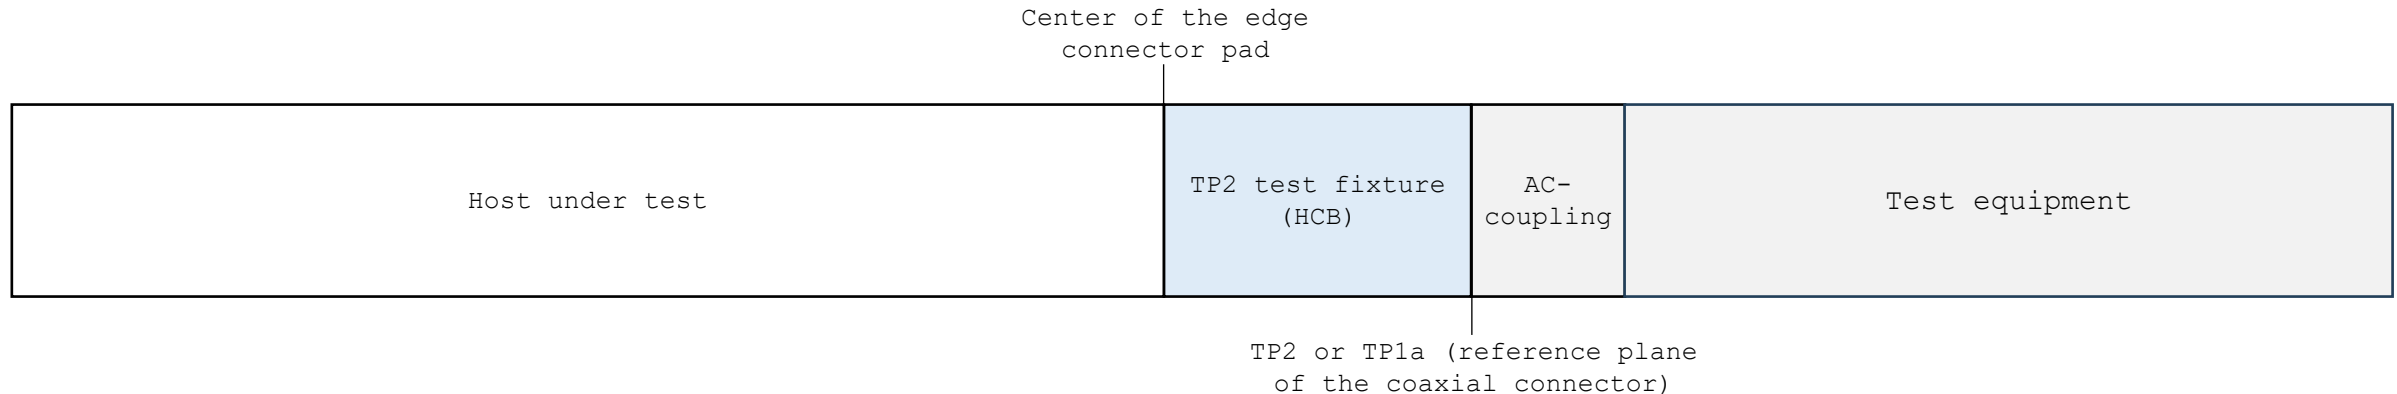 Center of the edge
connector pad
Host under test
TP2 test fixture
(HCB)
AC-
coupling
Test equipment
TP2 or TP1a (reference plane
of the coaxial connector)